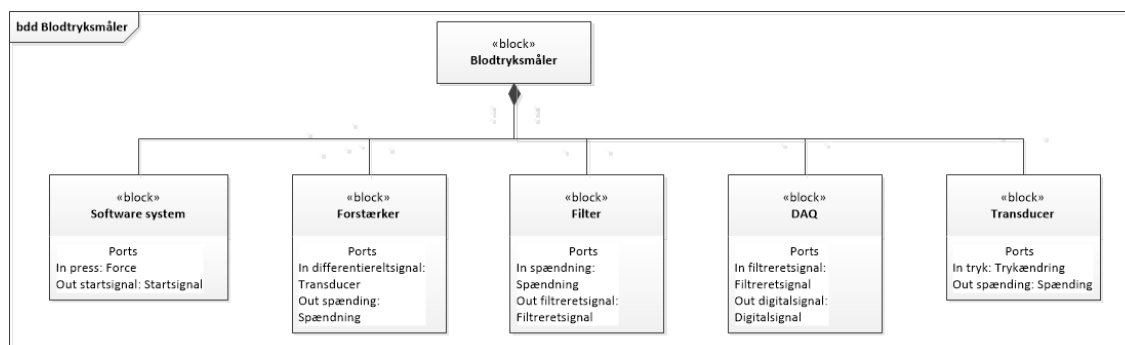 bdd Blodtryksmåler
«block»
Blodtryksmåler
«block»
Software system
Ports
In press: Force
Out startsignal: Startsignal
«block»
Forstærker
Ports
In differentiereltsignal:
Transducer
Out spænding:
Spændning
«block»
Filter
Ports
In spændning:
Spændning
Out filtreretsignal:
Filtreretsignal
«block»
DAQ
Ports
In filtreretsignal:
Filtreretsignal
Out digitalsignal:
Digitalsignal
«block»
Transducer
Ports
In tryk: Trykændring
Out spending: Spending